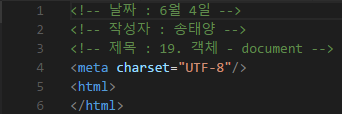 1 <!-- 날짜 : 6월 4일 -->
2 <!-- 작성자 : 송태양 -->
3 <!-- 제목 : 19. 객체 - document -->
4 <meta charset="UTF-8"/>
5 <html>
6 </html>